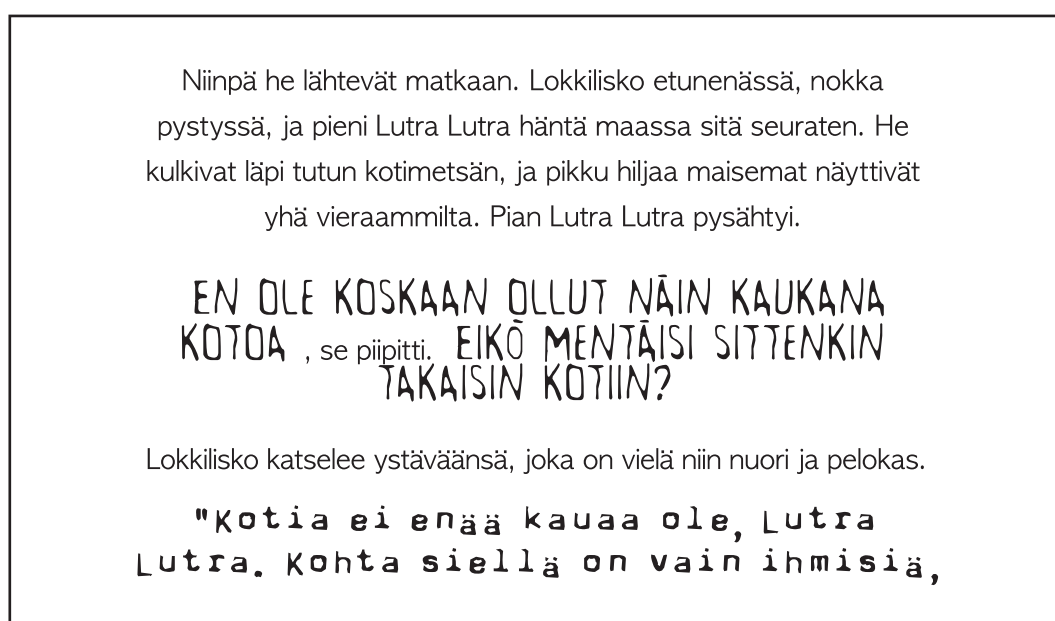 Niinpä he lähtevät matkaan. Lokkilisko etunenässä, nokka
pystyssä, ja pieni Lutra Lutra häntä maassa sitä seuraten. He
kulkivat läpi tutun kotimetsän, ja pikku hiljaa maisemat näyttivät
yhä vieraammilta. Pian Lutra Lutra pysähtyi.
EN OLE KOSKAAN OLLUT NÄIN KAUKANA
KOTOA , se piipitti. EIKÖ MENTÄISI SITTENKIN
TAKAISIN KOTIIN?
Lokkilisko katselee ystäväänsä, joka on vielä niin nuori ja pelokas.
"Kotia ei enää kauaa ole, Lutra
Lutra. Kohta siellä on vain ihmisiä,